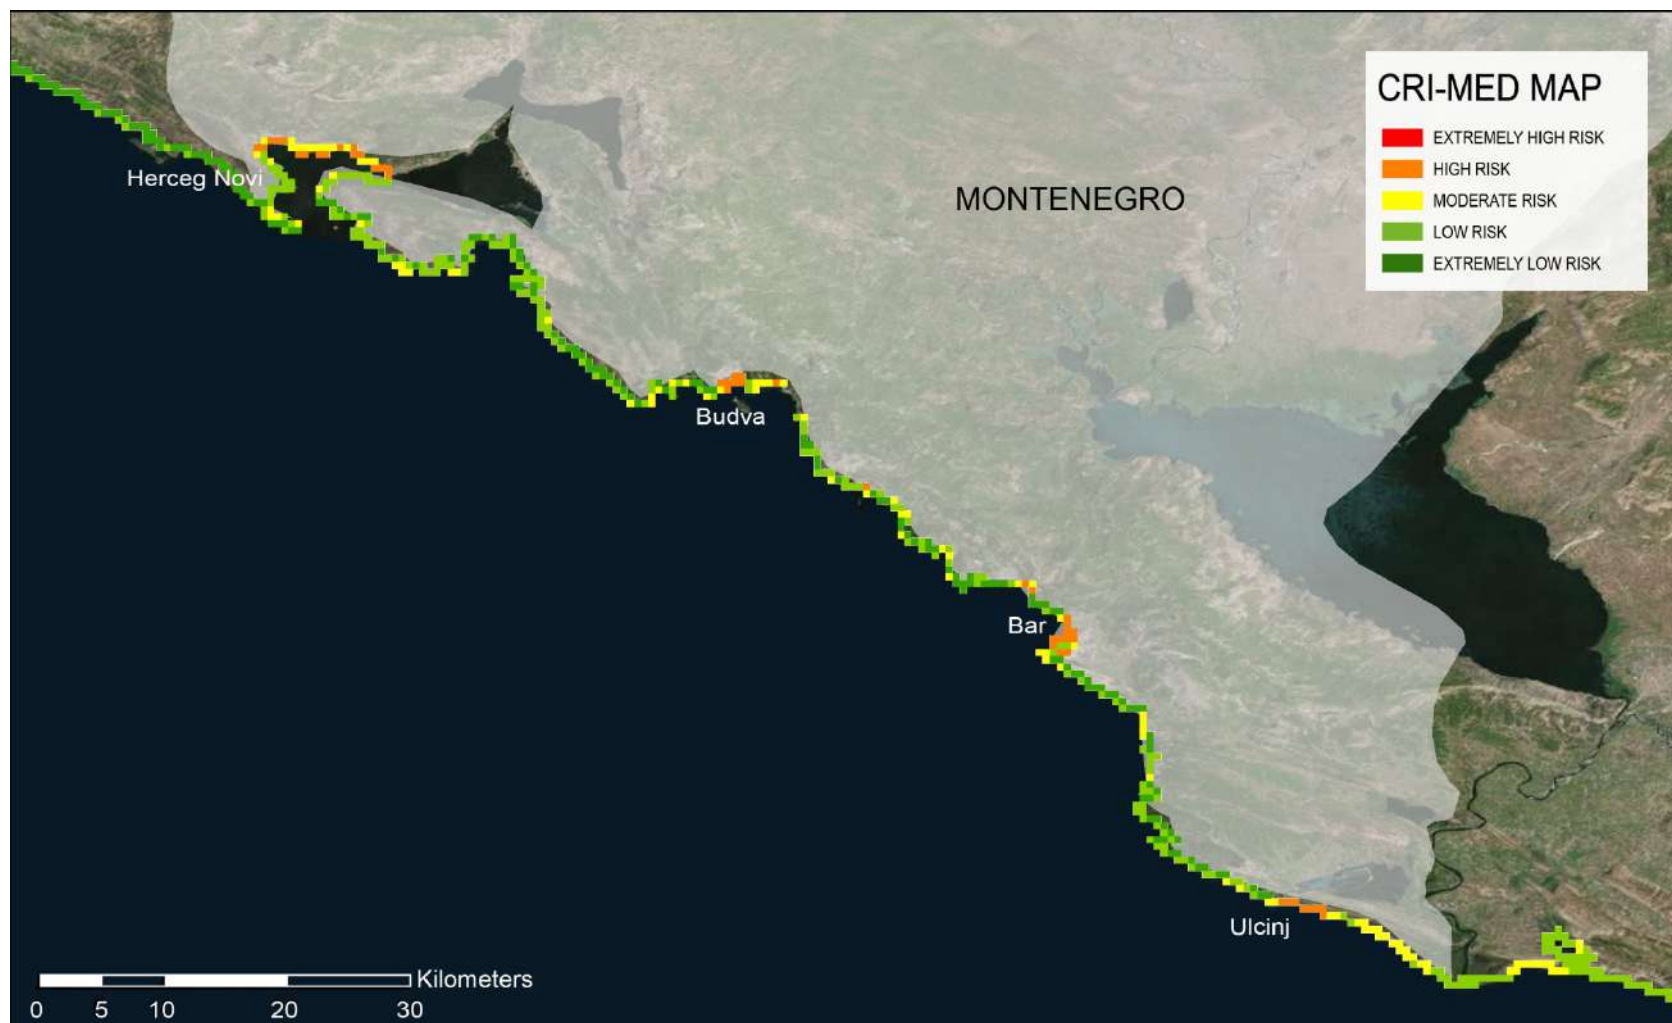 CRI-MED MAP
EXTREMELY HIGH RISK
HIGH RISK
MODERATE RISK
LOW RISK
EXTREMELY LOW RISK
Herceg Novi
MONTENEGRO
Budva
Bar
Ulcinj
Kilometers
0 5 10 20 30